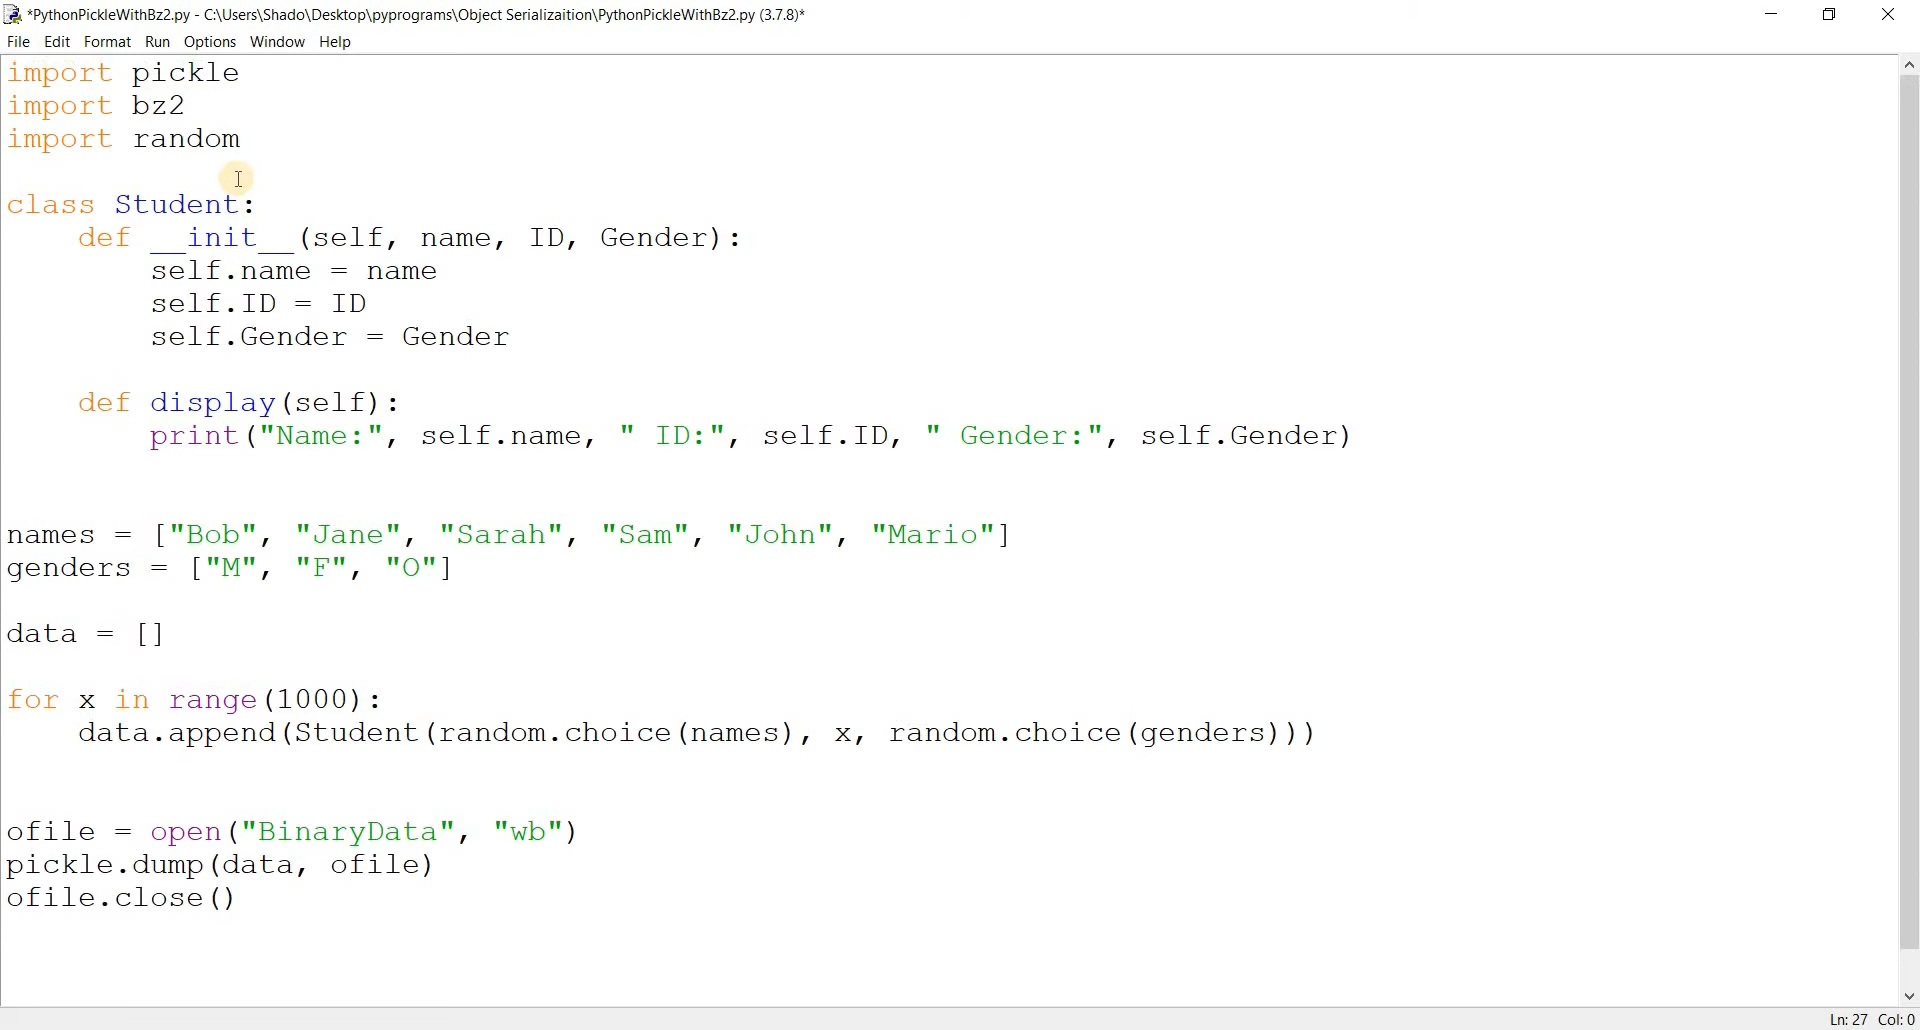 *PythonPickleWithBz2.py - C:\Users\Shado\Desktop\pyprograms\Object Serializaition\PythonPickleWithBz2.py (3.7.8)*
File Edit Format Run Options Window Help
import pickle
import bz2
import random
class Student:
    def __init__(self, name, ID, Gender):
        self.name = name
        self.ID = ID
        self.Gender = Gender
    def display(self):
        print("Name:", self.name, " ID:", self.ID, " Gender:", self.Gender)
names = ["Bob", "Jane", "Sarah", "Sam", "John", "Mario"]
genders = ["M", "F", "O"]
data = []
for x in range(1000):
    data.append(Student(random.choice(names), x, random.choice(genders)))
ofile = open("BinaryData", "wb")
pickle.dump(data, ofile)
ofile.close()
Ln: 27 Col: 0